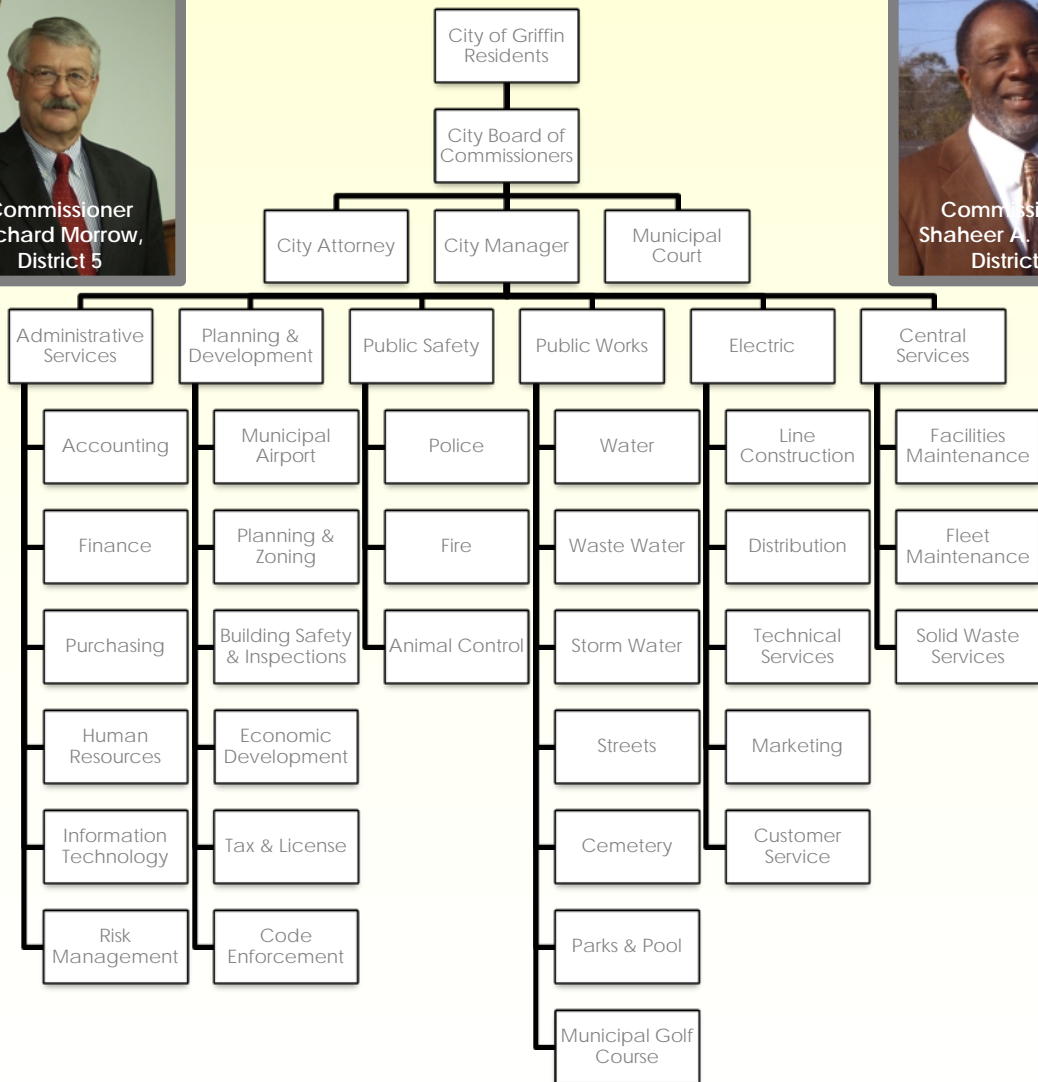 City of Griffin
Residents
City Board of
Commissioners
chard Morrow,
District 5
Shaheer A.
District
City Attorney
City Manager
Municipal
Court
Administrative
Services
Planning &
Development
Public Safety
Public Works
Electric
Central
Services
Accounting
Finance
Purchasing
Human
Resources
Information
Technology
Risk
Management
Municipal
Airport
Planning &
Zoning
Building Safety
& Inspections
Economic
Development
Tax & License
Code
Enforcement
Police
Fire
Animal Control
Water
Waste Water
Storm Water
Streets
Cemetery
Parks & Pool
Municipal Golf
Course
Line
Construction
Distribution
Technical
Services
Marketing
Customer
Service
Facilities
Maintenance
Fleet
Maintenance
Solid Waste
Services